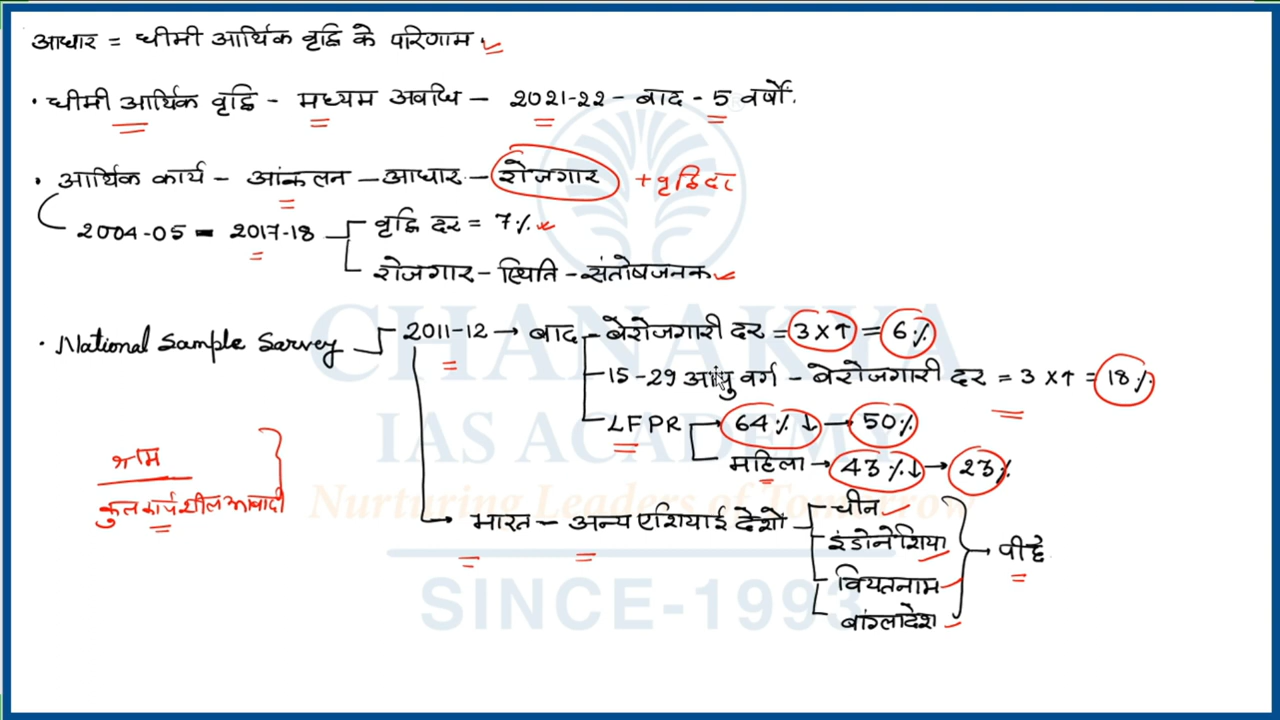 आधार = धीमी आर्थिक वृद्धि के परिणाम
• धीमी आर्थिक वृद्धि - मध्यम अवधि - 2021-22 - बाद - 5 वर्षों.
• आर्थिक कार्य - आंकलन - आधार - रोजगार + वृद्धि दर
2004-05 - 2017-18 वृद्धि दर = 7%
रोजगार - स्थिति - संतोषजनक
• National Sample Sarvey 2011-12 → बाद - बेरोजगारी दर = 3 x ↑ = 6%
15-29 आयु वर्ग - बेरोजगारी दर = 3 x ↑ = 18%
LFPR → 64% ↓ → 50%
महिला → 43% ↓ → 23%
श्रम
कुल कार्यशील आबादी
→ भारत - अन्य एशियाई देशो - चीन
इंडोनेशिया → पीछे
वियतनाम
बांग्लादेश
CHANAKYA
IAS ACADEMY
Nurturing Leaders of Tomorrow
SINCE-1993